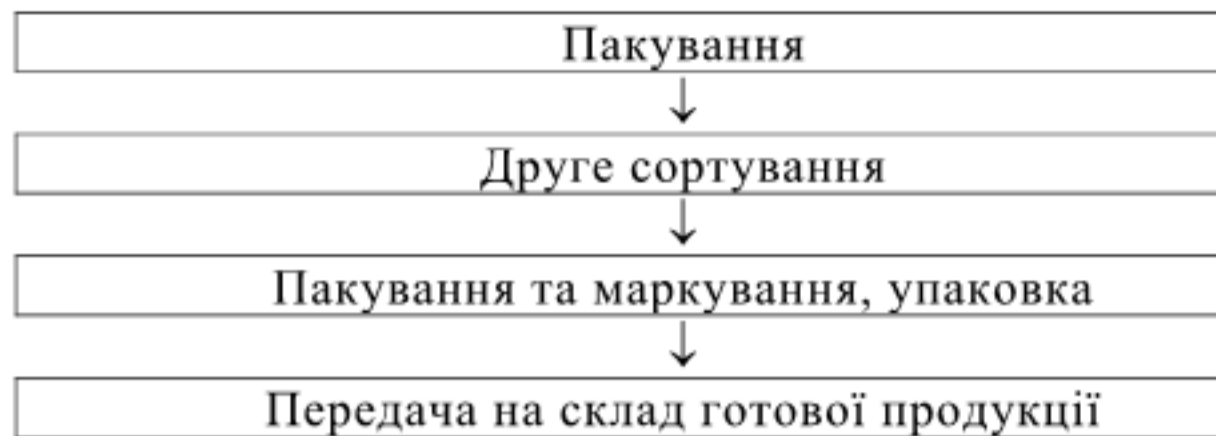 Пакування
Друге сортування
Пакування та маркування, упаковка
Передача на склад готової продукції